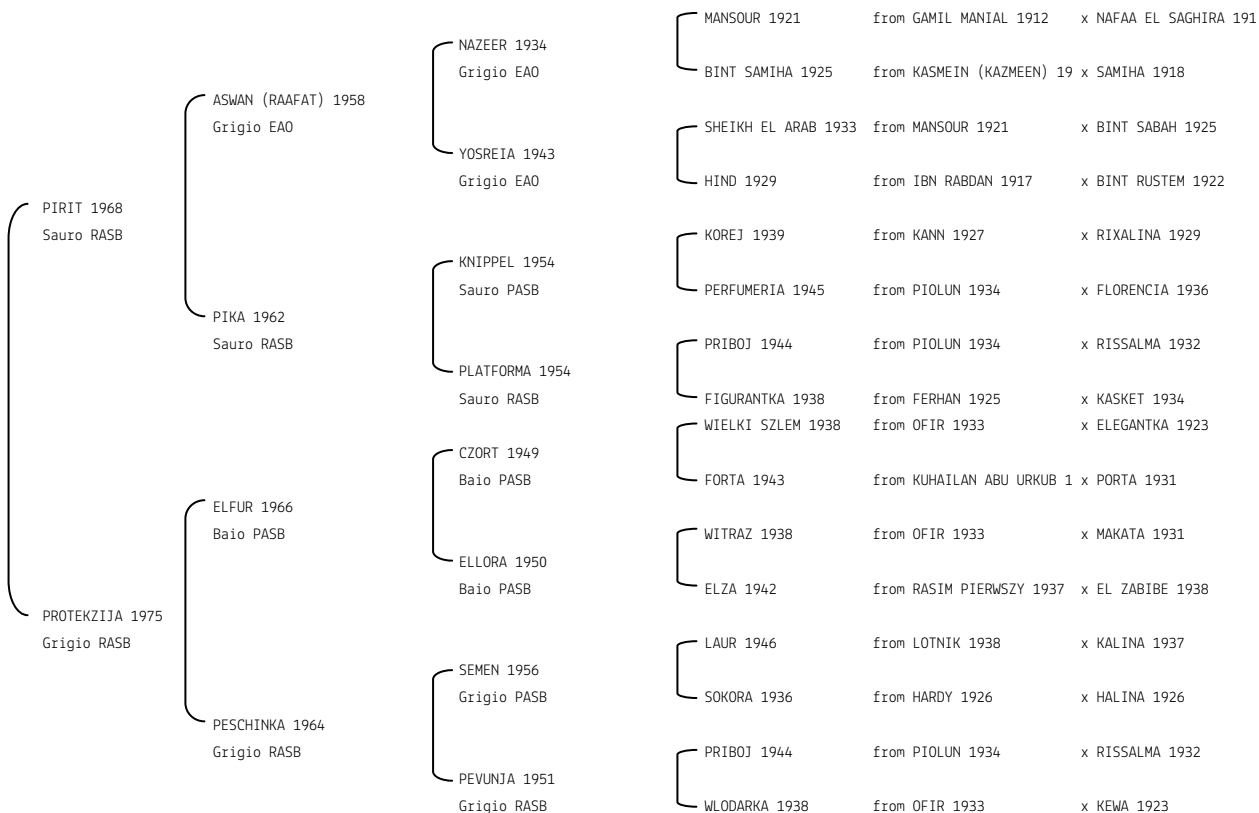 MANSOUR 1921 from GAMIL MANIAL 1912 x NAFAA EL SAGHIRA 191
NAZEER 1934
Grigio EAO
BINT SAMIHA 1925 from KASMEIN (KAZMEEN) 19 x SAMIHA 1918
ASWAN (RAAFAT) 1958
Grigio EAO
SHEIKH EL ARAB 1933 from MANSOUR 1921 x BINT SABAH 1925
YOSREIA 1943
Grigio EAO
HIND 1929 from IBN RABDAN 1917 x BINT RUSTEM 1922
PIRIT 1968
Sauro RASB
KOREJ 1939 from KANN 1927 x RIXALINA 1929
KNIPPEL 1954
Sauro PASB
PERFUMERIA 1945 from PIOLUN 1934 x FLORENCIA 1936
PIKA 1962
Sauro RASB
PRIBOJ 1944 from PIOLUN 1934 x RISSALMA 1932
PLATFORMA 1954
Sauro RASB
FIGURANTKA 1938 from FERHAN 1925 x KASKET 1934
WIELKI SZLEM 1938 from OFIR 1933 x ELEGANTKA 1923
CZORT 1949
Baio PASB
FORTA 1943 from KUHAILAN ABU URKUB 1 x PORTA 1931
ELFUR 1966
Baio PASB
WITRAZ 1938 from OFIR 1933 x MAKATA 1931
ELLORA 1950
Baio PASB
ELZA 1942 from RASIM PIERWSZY 1937 x EL ZABIBE 1938
PROTEKZIJA 1975
Grigio RASB
LAUR 1946 from LOTNIK 1938 x KALINA 1937
SEMEN 1956
Grigio PASB
SOKORA 1936 from HARDY 1926 x HALINA 1926
PESCHINKA 1964
Grigio RASB
PRIBOJ 1944 from PIOLUN 1934 x RISSALMA 1932
PEVUNJA 1951
Grigio RASB
WLODARKA 1938 from OFIR 1933 x KEWA 1923